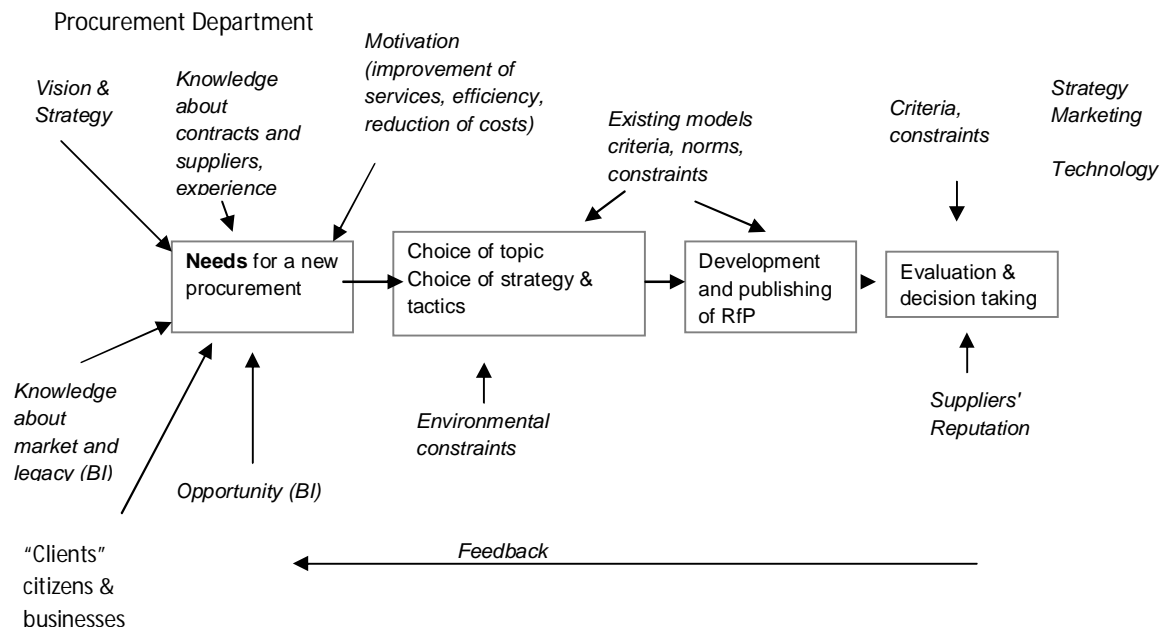 Procurement Department
Vision &
Strategy
Knowledge
about
contracts and
suppliers,
experience
Motivation
(improvement of
services, efficiency,
reduction of costs)
Existing models
criteria, norms,
constraints
Criteria,
constraints
Strategy
Marketing
Technology
Needs for a new
procurement
Choice of topic
Choice of strategy &
tactics
Development
and publishing
of RfP
Evaluation &
decision taking
Knowledge
about
market and
legacy (BI)
Opportunity (BI)
Environmental
constraints
Suppliers'
Reputation
“Clients”
citizens &
businesses
Feedback